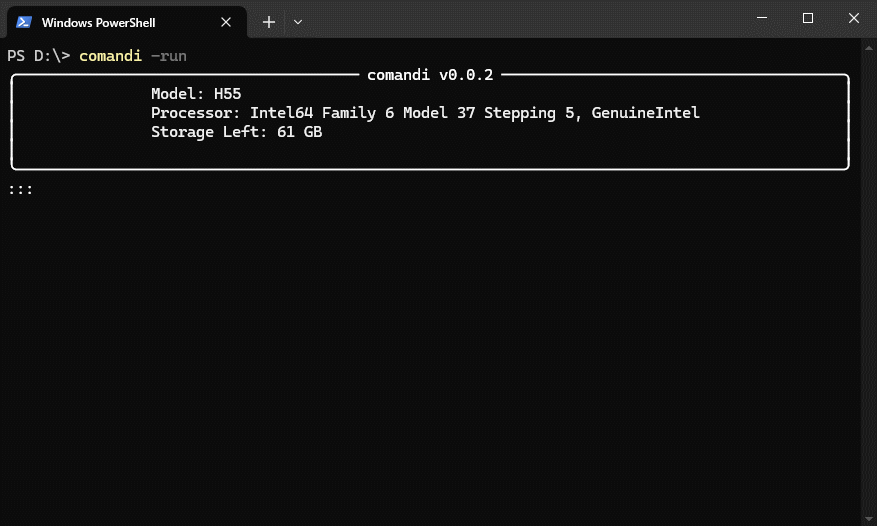 Windows PowerShell
PS D:\> comandi -run
comandi v0.0.2
Model: H55
Processor: Intel64 Family 6 Model 37 Stepping 5, GenuineIntel
Storage Left: 61 GB
:::